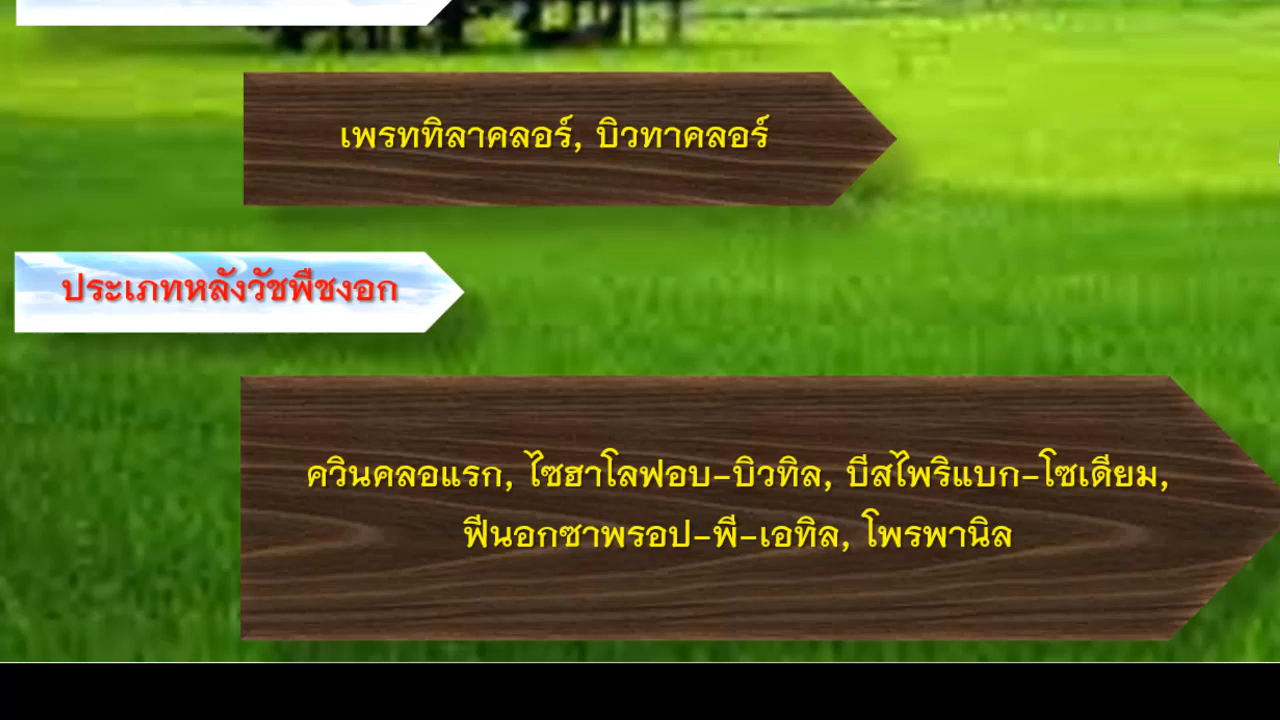 เพรททิลาคลอร์, บิวทาคลอร์
ประเภทหลังวัชพืชงอก
ควินคลอแรก, ไซฮาโลฟอบ-บิวทิล, บีสไพริแบก-โซเดียม,
ฟีนอกซาพรอป-พี-เอทิล, โพรพานิล